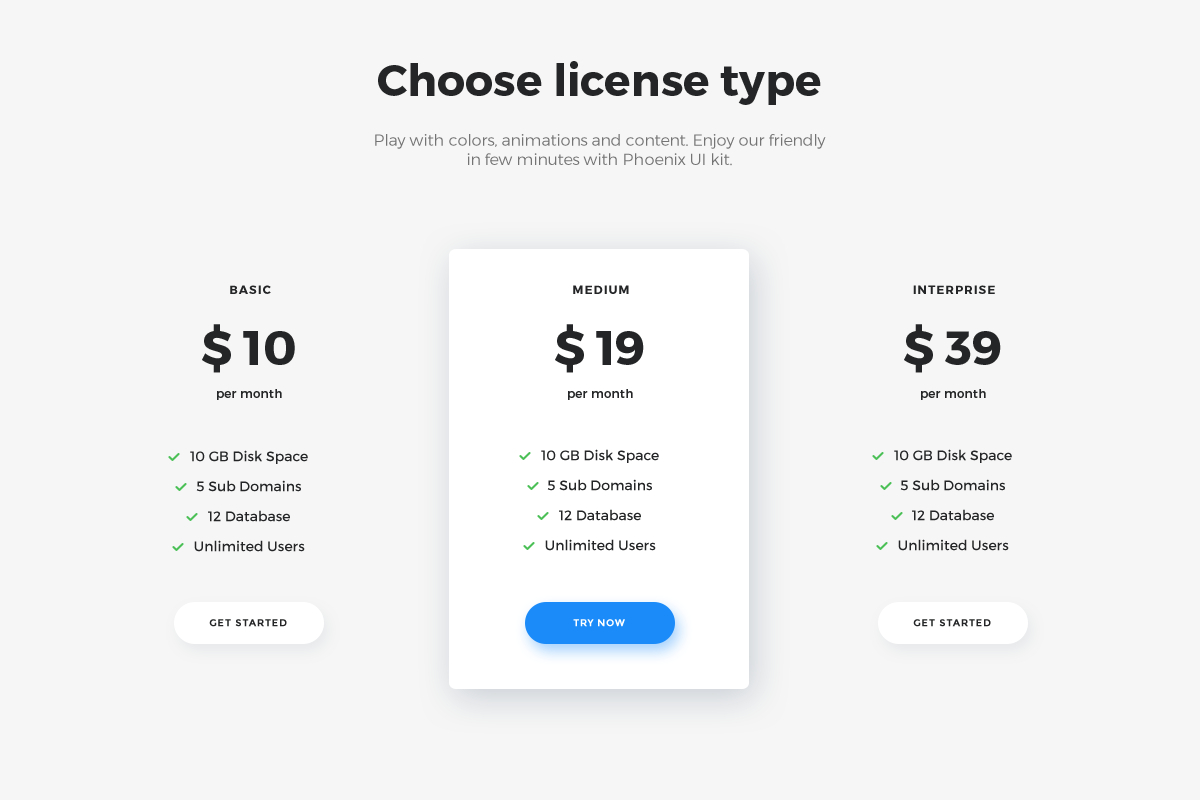 Choose license type
Play with colors, animations and content. Enjoy our friendly
in few minutes with Phoenix UI kit.
BASIC
$ 10
per month
10 GB Disk Space
5 Sub Domains
12 Database
Unlimited Users
GET STARTED
MEDIUM
$ 19
per month
10 GB Disk Space
5 Sub Domains
12 Database
Unlimited Users
TRY NOW
INTERPRISE
$ 39
per month
10 GB Disk Space
5 Sub Domains
12 Database
Unlimited Users
GET STARTED